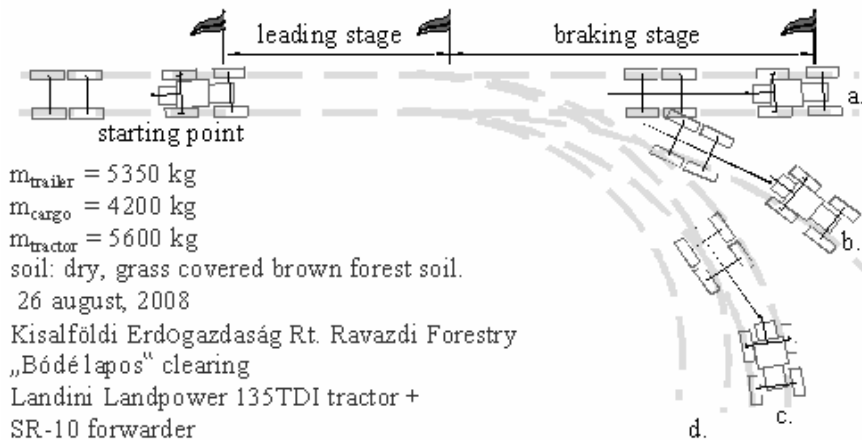 leading stage
braking stage
a.
starting point
m_trailer = 5350 kg
m_cargo = 4200 kg
m_tractor = 5600 kg
b.
soil: dry, grass covered brown forest soil.
26 august, 2008
Kisalföldi Erdogazdaság Rt. Ravazdi Forestry
„Bódé lapos“ clearing
Landini Landpower 135TDI tractor +
SR-10 forwarder
c.
d.